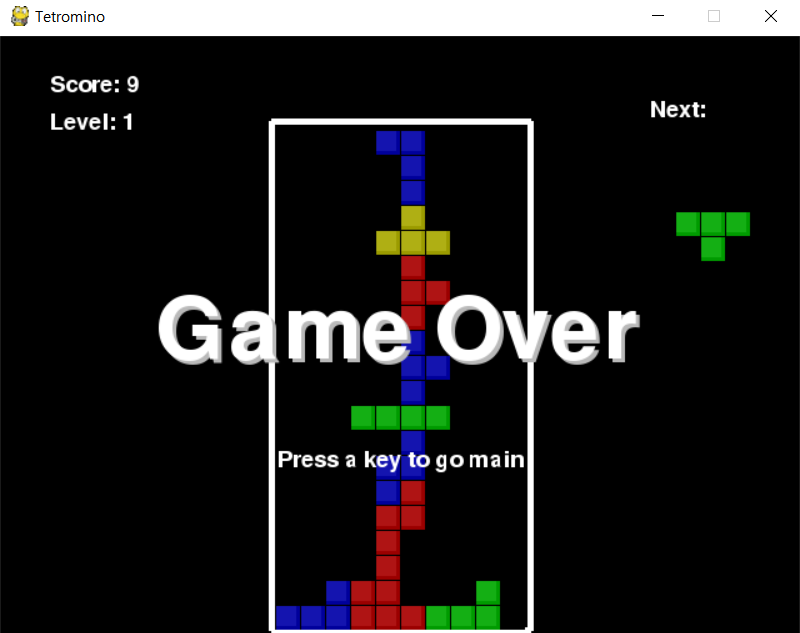 Tetromino
Score: 9
Level: 1
Next:
Game Over
Press a key to go main